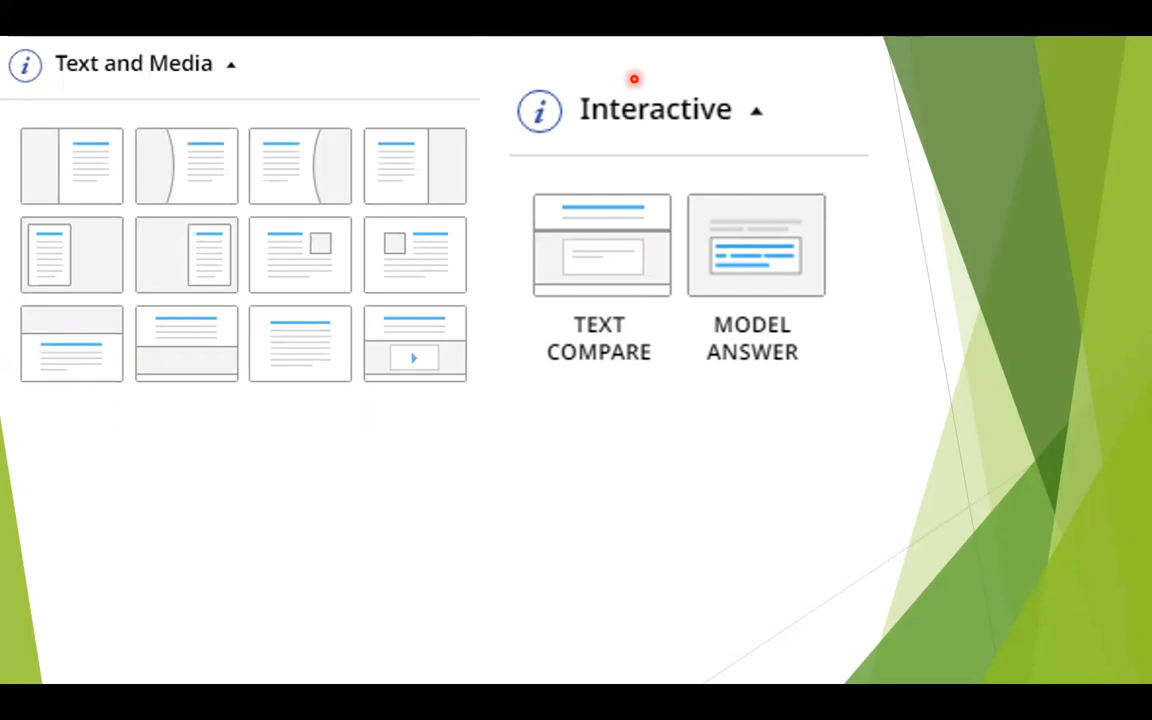 Text and Media
Interactive
TEXT
COMPARE
MODEL
ANSWER